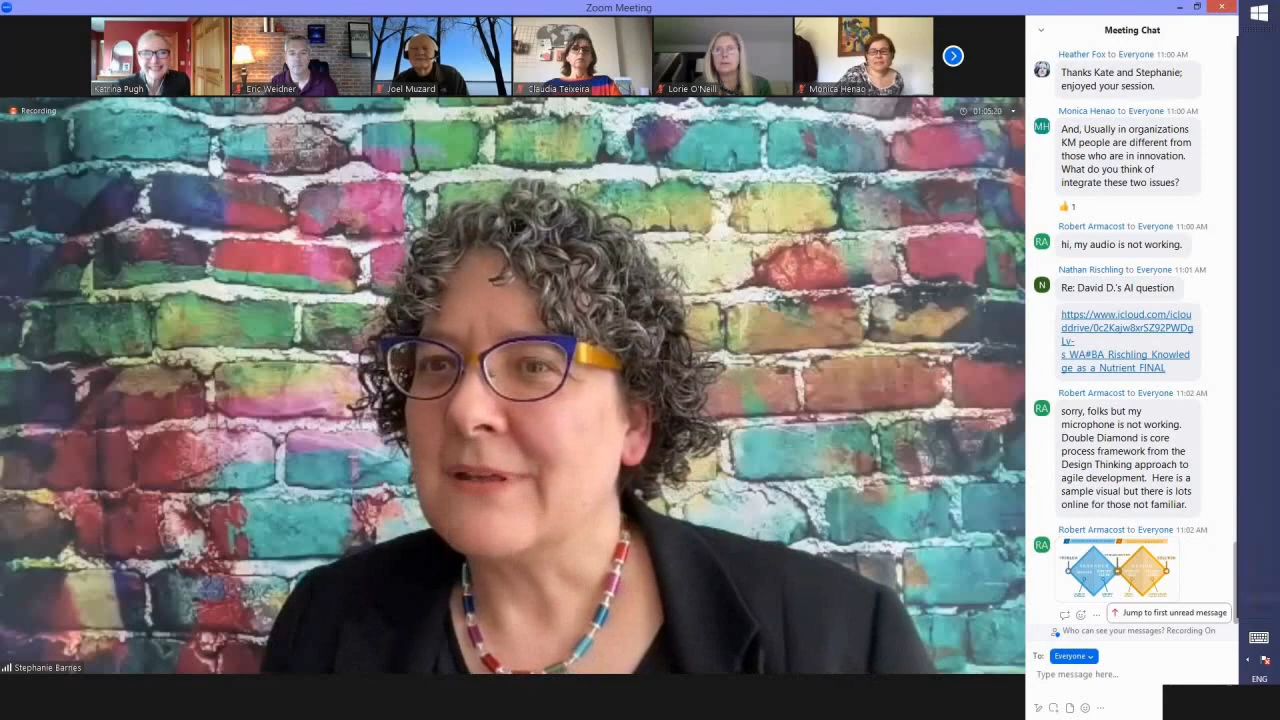 Zoom Meeting
Katrina Pugh
Eric Weidner
Joel Muzard
Claudia Teixeira
Lorie O'Neill
Monica Henao
Recording
01:05:20
Stephanie Barnes
Meeting Chat
Heather Fox to Everyone 11:00 AM
Thanks Kate and Stephanie;
enjoyed your session.
Monica Henao to Everyone 11:00 AM
MH
And, Usually in organizations
KM people are different from
those who are in innovation.
What do you think of
integrate these two issues?
👍 1
Robert Armacost to Everyone 11:00 AM
RA
hi, my audio is not working.
Nathan Rischling to Everyone 11:01 AM
N
Re: David D.'s AI question
https://www.icloud.com/iclou
ddrive/0c2Kajw8xrSZ92PWDg
Lv-
s_WA#BA_Rischling_Knowled
ge_as_a_Nutrient_FINAL
Robert Armacost to Everyone 11:02 AM
RA
sorry, folks but my
microphone is not working.
Double Diamond is core
process framework from the
Design Thinking approach to
agile development. Here is a
sample visual but there is lots
online for those not familiar.
Robert Armacost to Everyone 11:02 AM
RA
Jump to first unread message
Who can see your messages? Recording On
To: Everyone
Type message here...
ENG